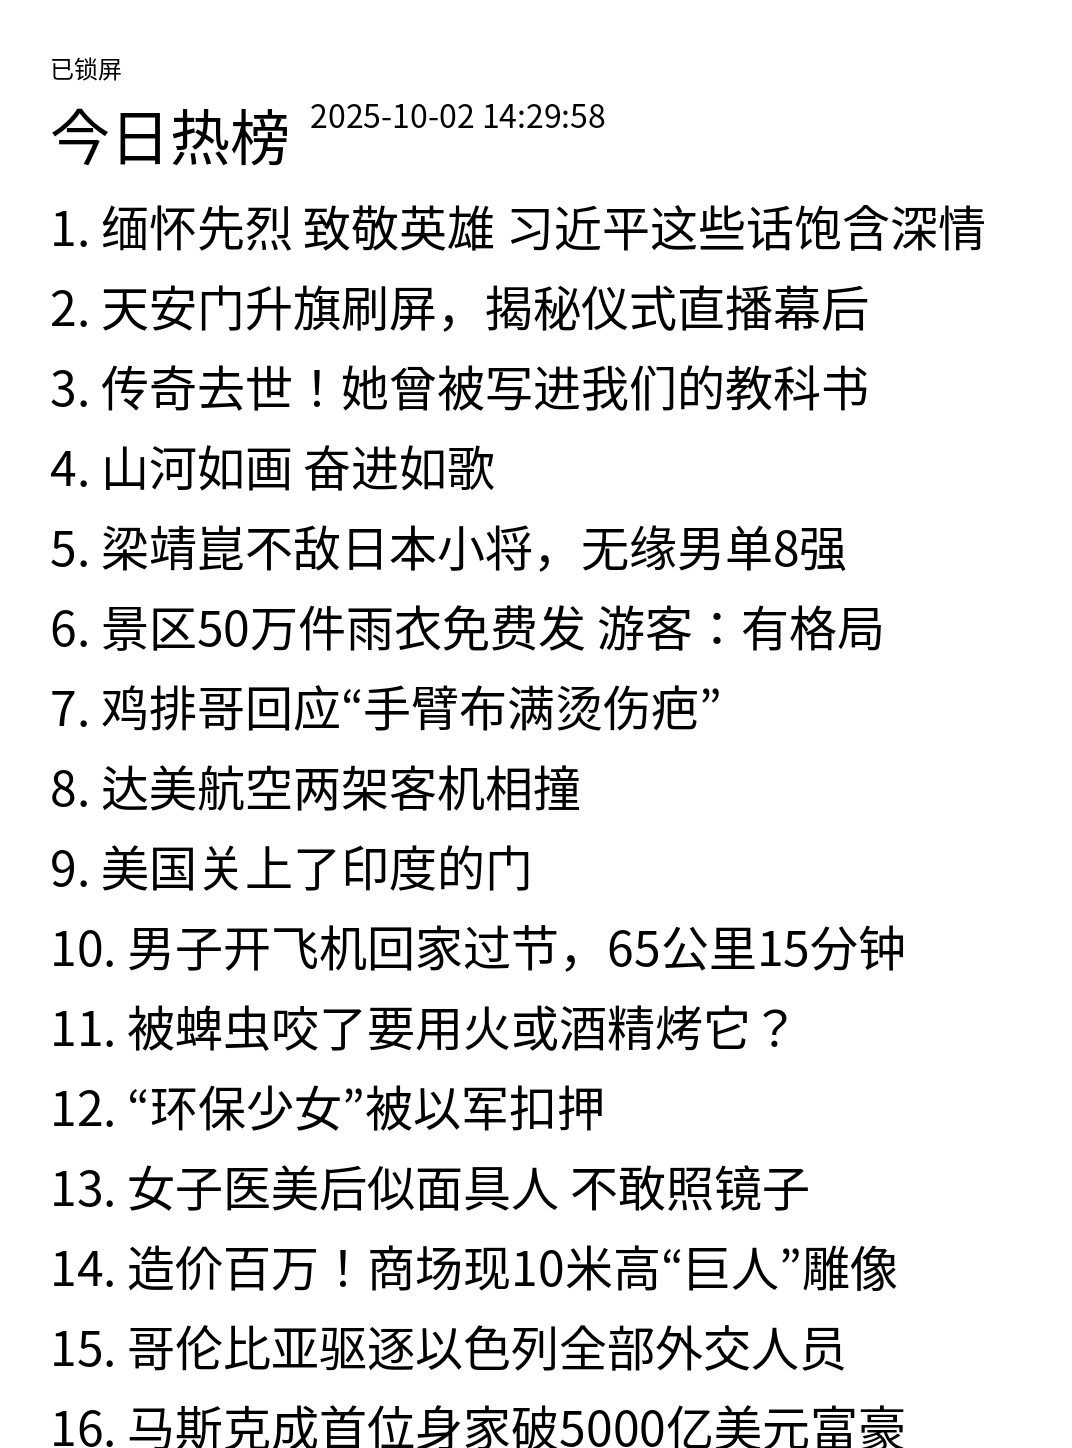 已锁屏
今日热榜 2025-10-02 14:29:58
1. 缅怀先烈 致敬英雄 习近平这些话饱含深情
2. 天安门升旗刷屏，揭秘仪式直播幕后
3. 传奇去世！她曾被写进我们的教科书
4. 山河如画 奋进如歌
5. 梁靖崑不敌日本小将，无缘男单8强
6. 景区50万件雨衣免费发 游客：有格局
7. 鸡排哥回应“手臂布满烫伤疤”
8. 达美航空两架客机相撞
9. 美国关上了印度的门
10. 男子开飞机回家过节，65公里15分钟
11. 被蜱虫咬了要用火或酒精烤它？
12. “环保少女”被以军扣押
13. 女子医美后似面具人 不敢照镜子
14. 造价百万！商场现10米高“巨人”雕像
15. 哥伦比亚驱逐以色列全部外交人员
16. 马斯克成首位身家破5000亿美元富豪